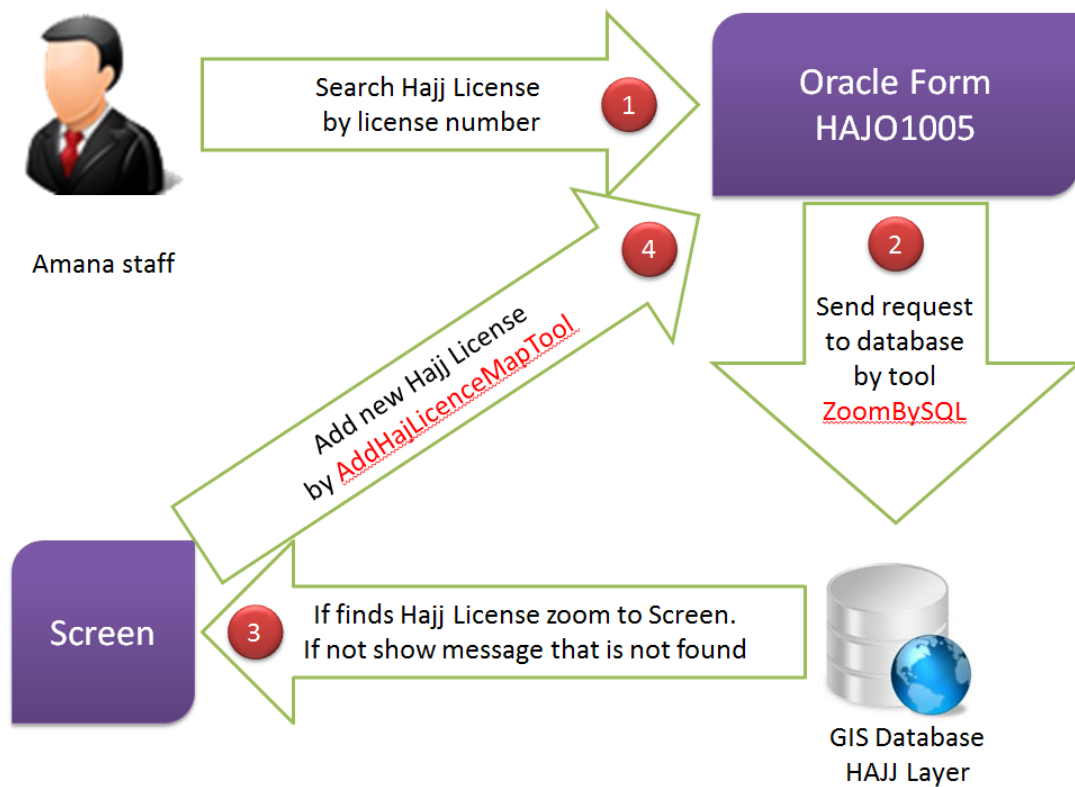 Search Hajj License
by license number
1
Oracle Form
HAJO1005
Amana staff
2
Send request
to database
by tool
ZoomBySQL
4
Add new Hajj License
by AddHajLicenceMapTool
Screen
3
If finds Hajj License zoom to Screen.
If not show message that is not found
GIS Database
HAJJ Layer